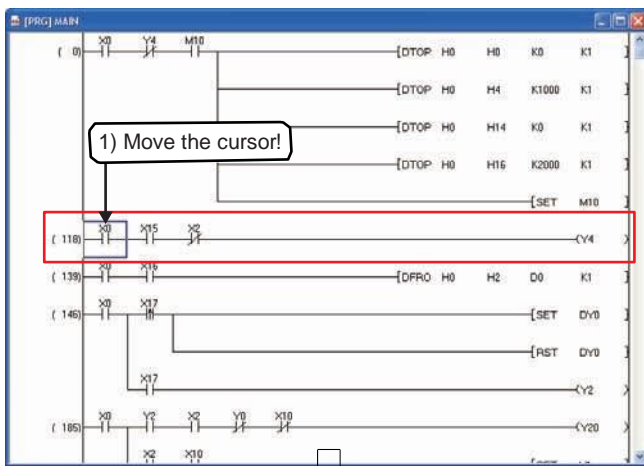 [PRG] MAIN
X0 Y4 M10
( 0) [DTOP H0 H0 K0 K1 ]
[DTOP H0 H4 K1000 K1 ]
1) Move the cursor!
[DTOP H0 H14 K0 K1 ]
[DTOP H0 H16 K2000 K1 ]
[SET M10 ]
X0 X15 X2
( 118) (Y4 )
X0 X16
( 139) [DFRO H0 H2 D0 K1 ]
X0 X17
( 146) [SET DY0 ]
[RST DY0 ]
X17
(Y2 )
X0 Y2 X2 Y0 X10
( 185) (Y20 )
X2 X10